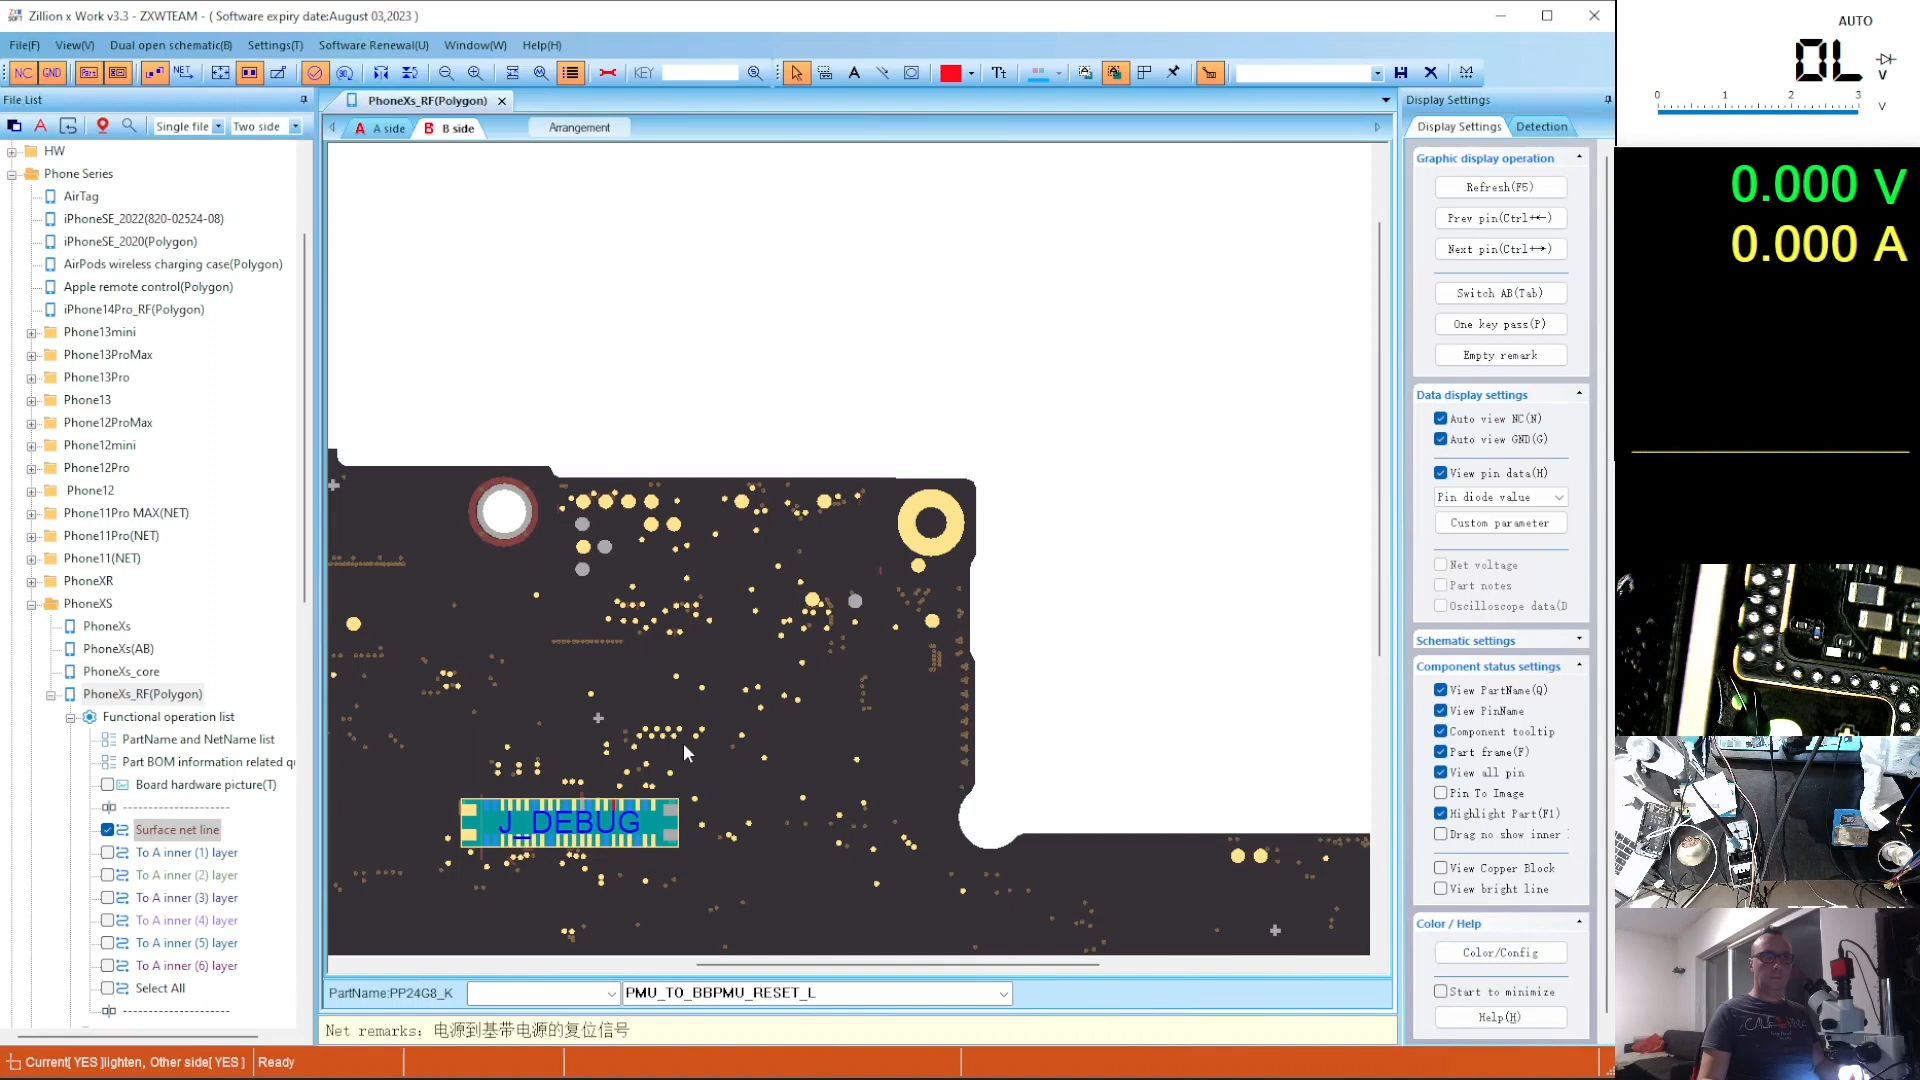 Zillion x Work v3.3 - ZXWTEAM - ( Software expiry date:August 03,2023 )
File(F) View(V) Dual open schematic(B) Settings(T) Software Renewal(U) Window(W) Help(H)
NC GND NET KEY A Tt
File List
PhoneXs_RF(Polygon)
Display Settings
Single file Two side
A A side B B side Arrangement
Display Settings Detection
HW
Phone Series
AirTag
iPhoneSE_2022(820-02524-08)
iPhoneSE_2020(Polygon)
AirPods wireless charging case(Polygon)
Apple remote control(Polygon)
iPhone14Pro_RF(Polygon)
Phone13mini
Phone13ProMax
Phone13Pro
Phone13
Phone12ProMax
Phone12mini
Phone12Pro
Phone12
Phone11Pro MAX(NET)
Phone11Pro(NET)
Phone11(NET)
PhoneXR
PhoneXS
PhoneXs
PhoneXs(AB)
PhoneXs_core
PhoneXs_RF(Polygon)
Functional operation list
PartName and NetName list
Part BOM information related qu
Board hardware picture(T)
Surface net line
To A inner (1) layer
To A inner (2) layer
To A inner (3) layer
To A inner (4) layer
To A inner (5) layer
To A inner (6) layer
Select All
J_DEBUG
PartName:PP24G8_K PMU_TO_BBPMU_RESET_L
Net remarks: 电源到基带电源的复位信号
Current[ YES ]lighten, Other side[ YES ] Ready
Graphic display operation
Refresh(F5)
Prev pin(Ctrl+←)
Next pin(Ctrl+→)
Switch AB(Tab)
One key pass(P)
Empty remark
Data display settings
Auto view NC(N)
Auto view GND(G)
View pin data(M)
Pin diode value
Custom parameter
Net voltage
Part notes
Oscilloscope data(D
Schematic settings
Component status settings
View PartName(Q)
View PinName
Component tooltip
Part frame(F)
View all pin
Pin To Image
Highlight Part(F1)
Drag no show inner
View Copper Block
View bright line
Color / Help
Color/Config
Start to minimize
Help(H)
AUTO
OL
V
0 1 2 3
V
0.000 V
0.000 A